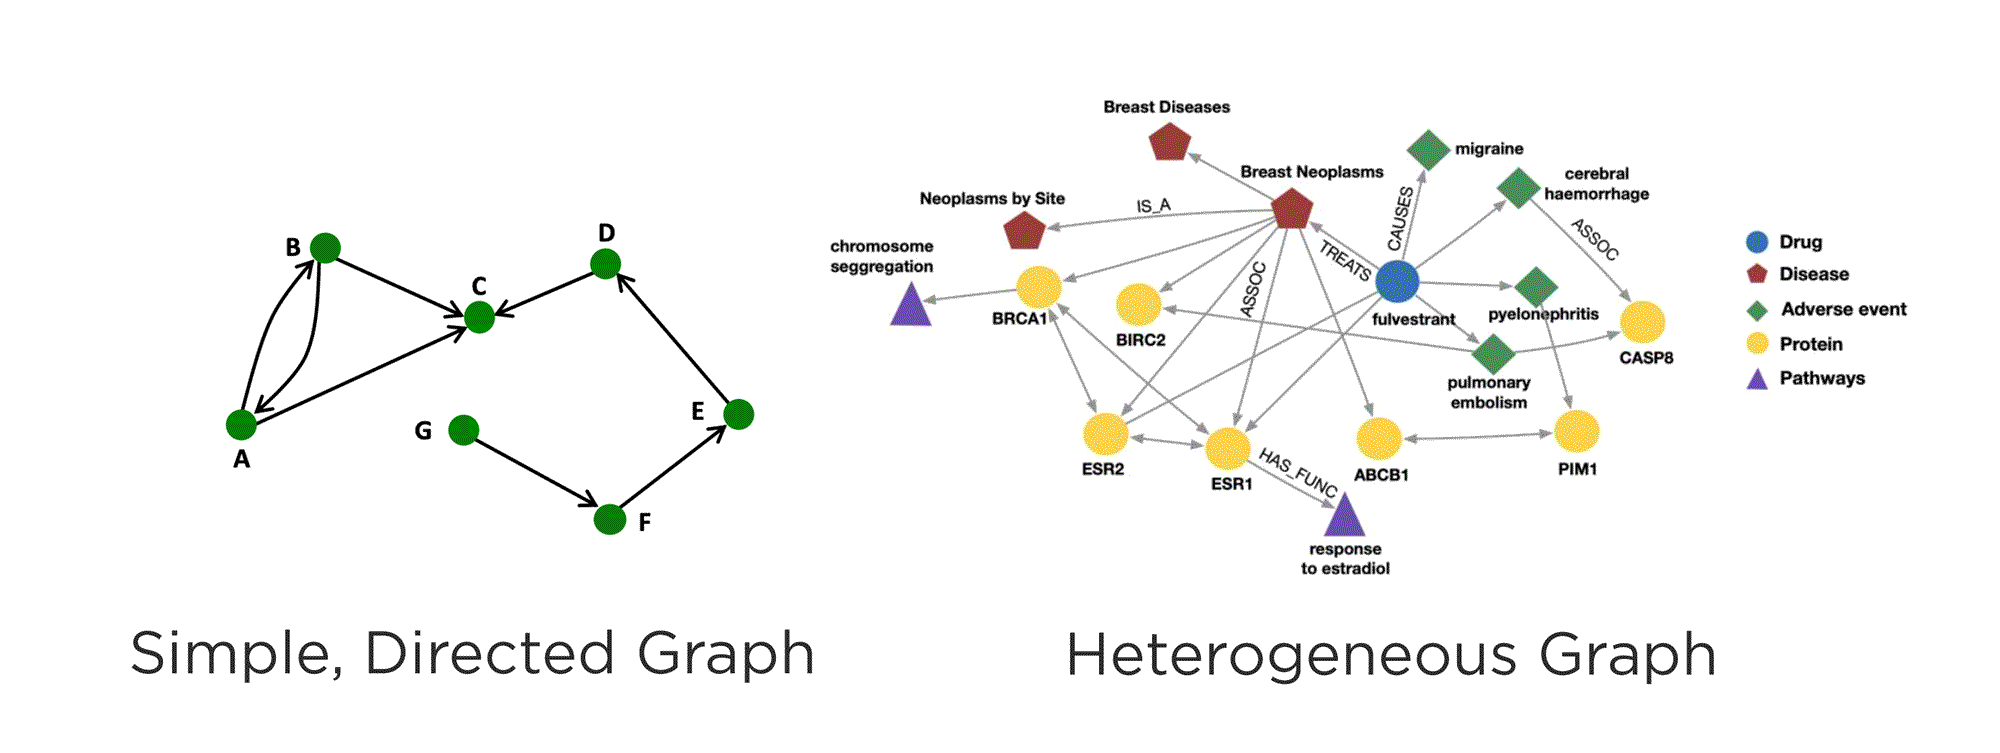 B
D
C
A
G
E
F
Simple, Directed Graph
Breast Diseases
migraine
Breast Neoplasms
cerebral
haemorrhage
Neoplasms by Site
IS_A
CAUSES
ASSOC
chromosome
seggregation
TREATS
ASSOC
BRCA1
BIRC2
fulvestrant
pyelonephritis
CASP8
pulmonary
embolism
ESR2
ESR1
HAS_FUNC
ABCB1
PIM1
response
to estradiol
Drug
Disease
Adverse event
Protein
Pathways
Heterogeneous Graph